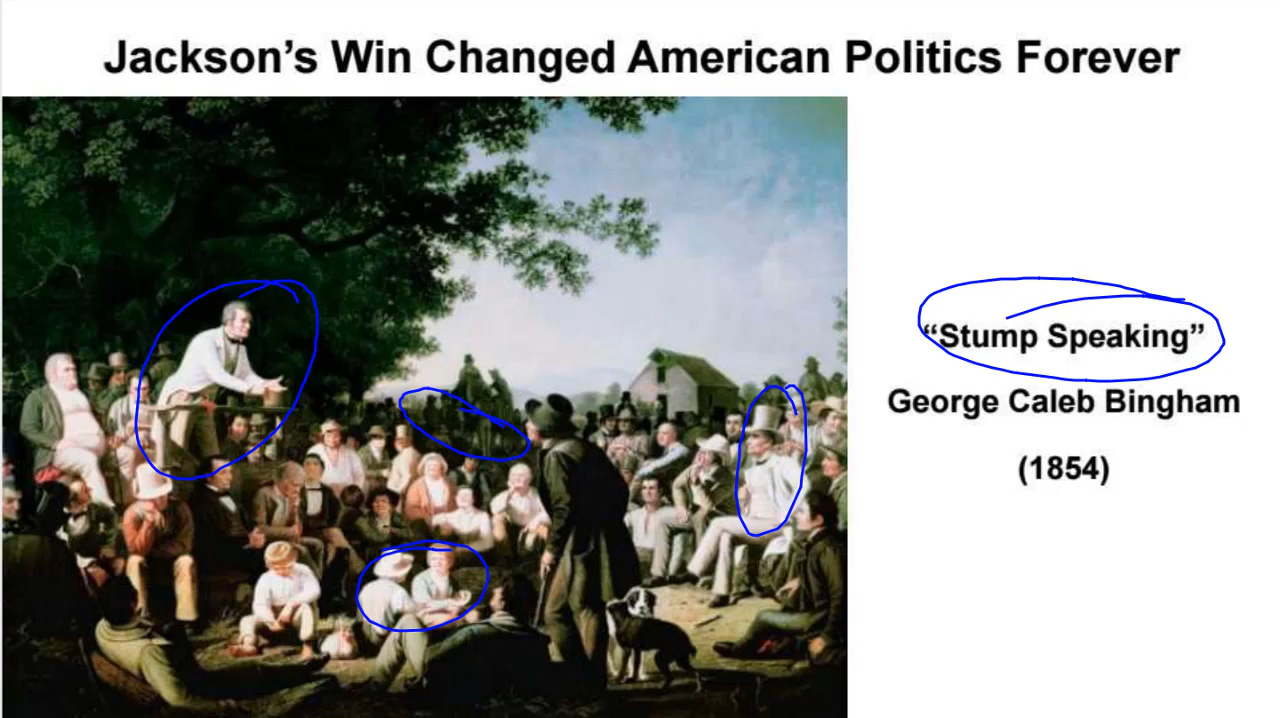 Jackson’s Win Changed American Politics Forever
“Stump Speaking”
George Caleb Bingham
(1854)